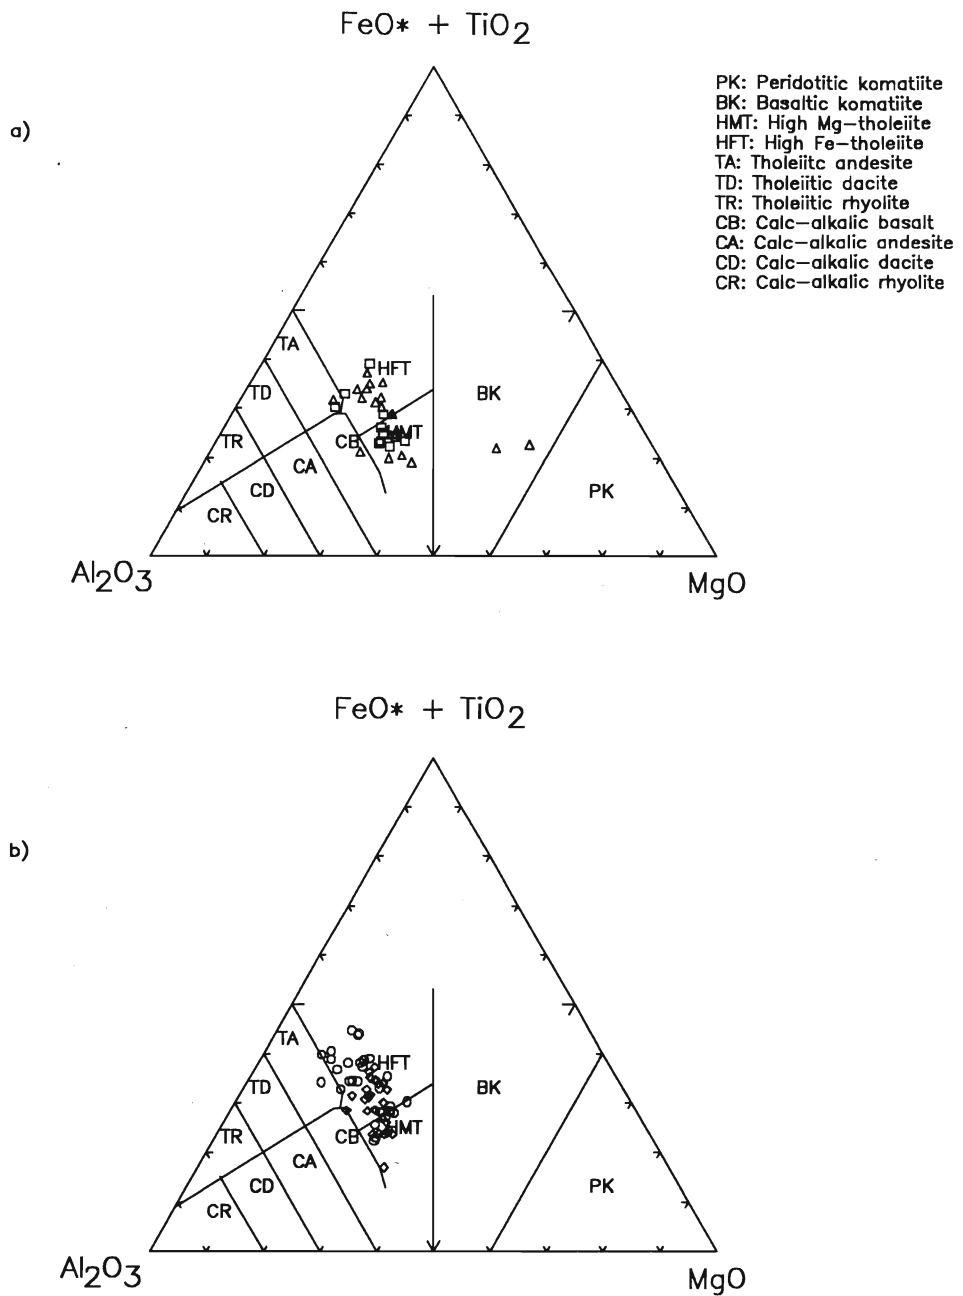 FeO* + TiO2
a)
PK: Peridotitic komatiite
BK: Basaltic komatiite
HMT: High Mg-tholeiite
HFT: High Fe-tholeiite
TA: Tholeiitc andesite
TD: Tholeiitic dacite
TR: Tholeiitic rhyolite
CB: Calc-alkalic basalt
CA: Calc-alkalic andesite
CD: Calc-alkalic dacite
CR: Calc-alkalic rhyolite
TA
HFT
TD
BK
TR
CB
HMT
CA
CD
PK
CR
Al2O3
MgO
FeO* + TiO2
b)
TA
HFT
TD
BK
TR
CB
HMT
CA
CD
PK
CR
Al2O3
MgO